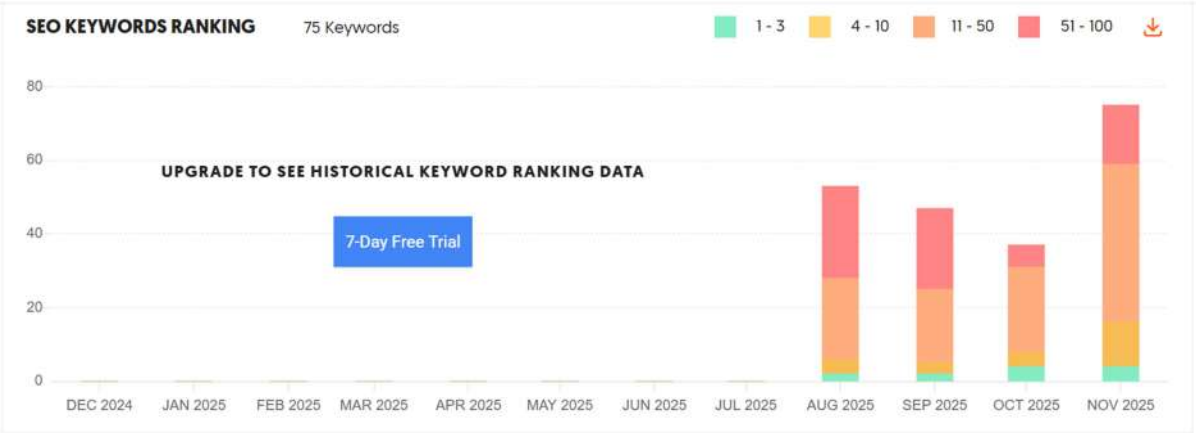 SEO KEYWORDS RANKING 75 Keywords 1 - 3 4 - 10 11 - 50 51 - 100
80
60
UPGRADE TO SEE HISTORICAL KEYWORD RANKING DATA
40
7-Day Free Trial
20
0
DEC 2024 JAN 2025 FEB 2025 MAR 2025 APR 2025 MAY 2025 JUN 2025 JUL 2025 AUG 2025 SEP 2025 OCT 2025 NOV 2025